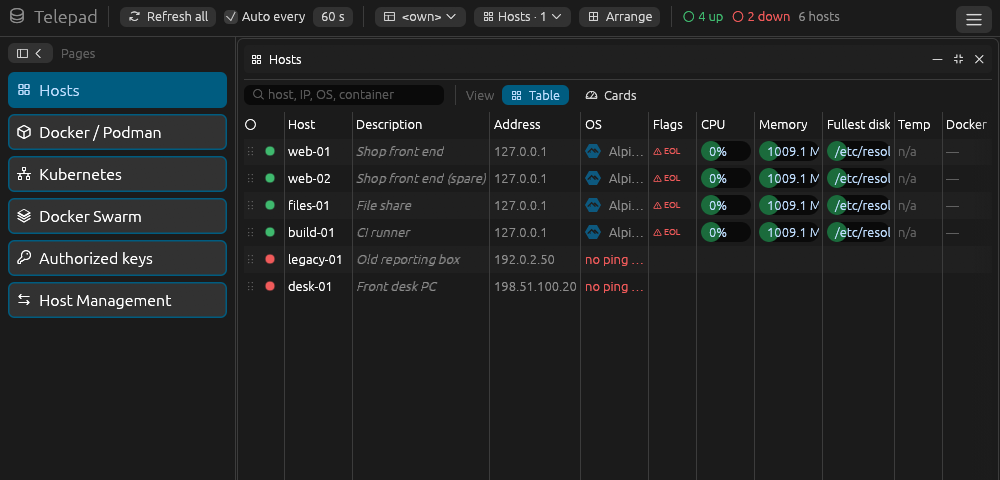 Telepad Refresh all Auto every 60 s <own> Hosts · 1 Arrange 4 up 2 down 6 hosts
Pages
Hosts
Docker / Podman
Kubernetes
Docker Swarm
Authorized keys
Host Management
Hosts
host, IP, OS, container View Table Cards
Host Description Address OS Flags CPU Memory Fullest disk Temp Docker
web-01 Shop front end 127.0.0.1 Alpi... EOL 0% 1009.1 M /etc/resol n/a —
web-02 Shop front end (spare) 127.0.0.1 Alpi... EOL 0% 1009.1 M /etc/resol n/a —
files-01 File share 127.0.0.1 Alpi... EOL 0% 1009.1 M /etc/resol n/a —
build-01 CI runner 127.0.0.1 Alpi... EOL 0% 1009.1 M /etc/resol n/a —
legacy-01 Old reporting box 192.0.2.50 no ping ...
desk-01 Front desk PC 198.51.100.20 no ping ...